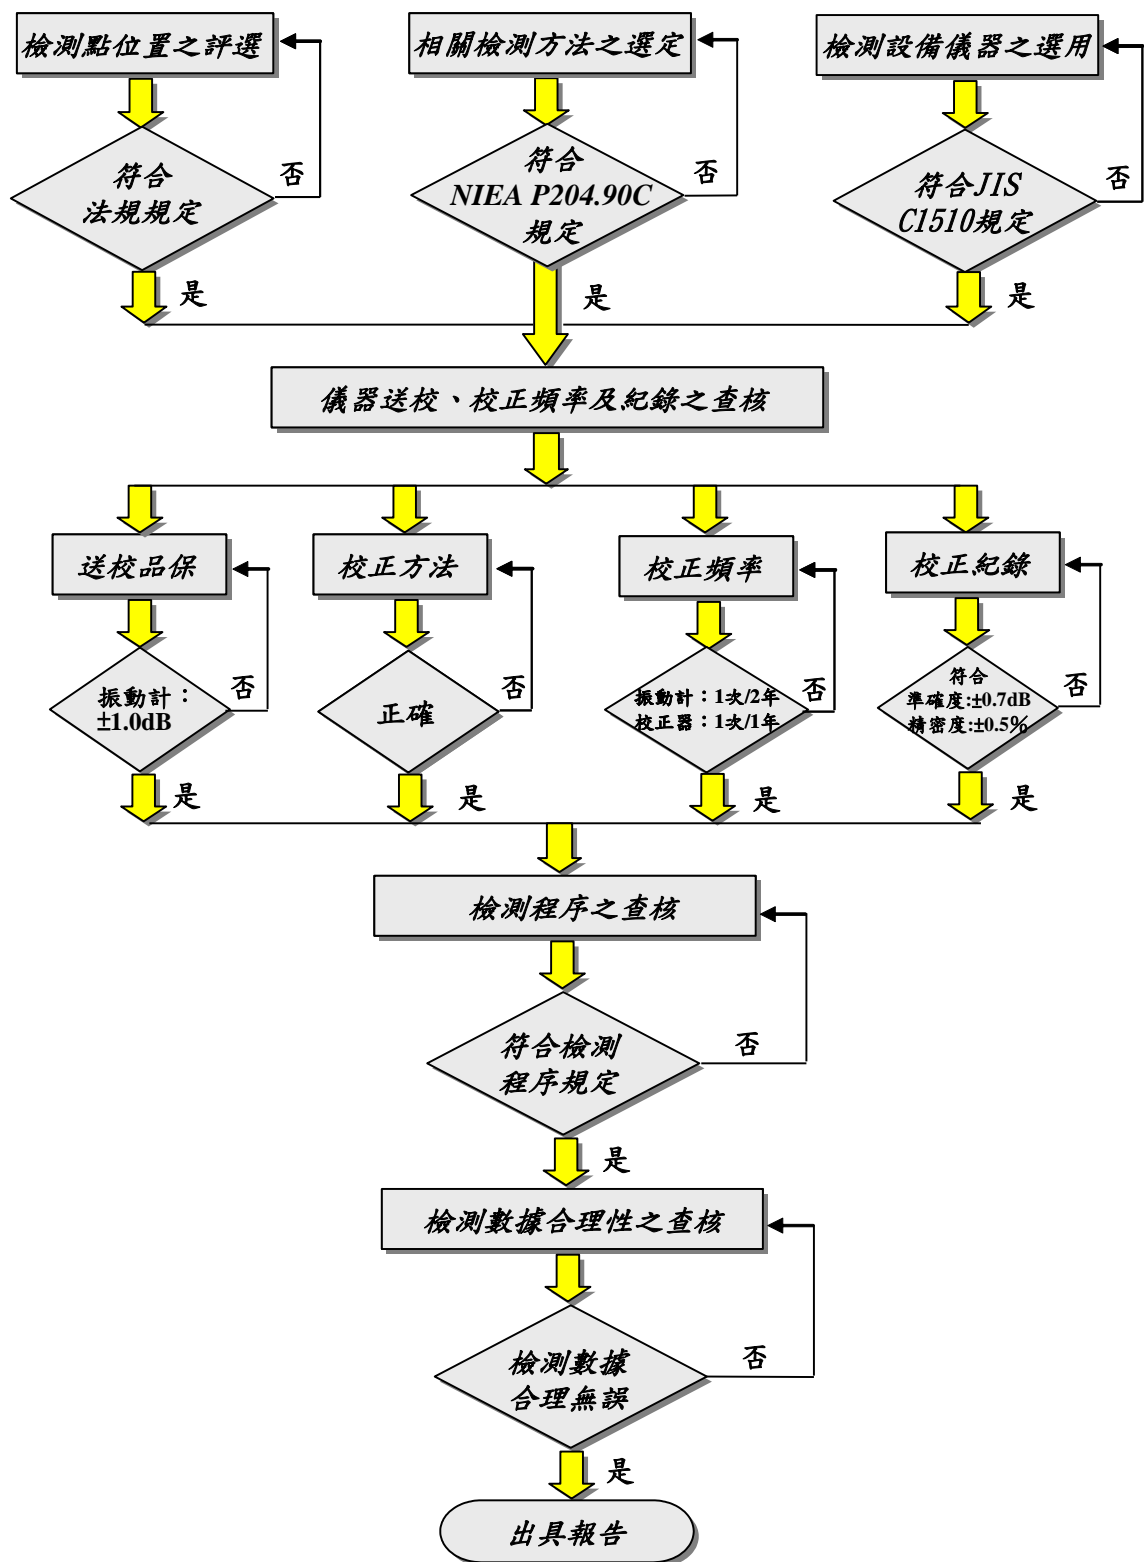 檢測點位置之評選
相關檢測方法之選定
檢測設備儀器之選用
符合
法規規定
否
符合
NIEA P204.90C
規定
否
符合JIS
C1510規定
否
是
是
是
儀器送校、校正頻率及紀錄之查核
送校品保
校正方法
校正頻率
校正紀錄
振動計：
±1.0dB
否
正確
否
振動計：1次/2年
校正器：1次/1年
否
符合
準確度:±0.7dB
精密度:±0.5%
否
是
是
是
是
檢測程序之查核
符合檢測
程序規定
否
是
檢測數據合理性之查核
檢測數據
合理無誤
否
是
出具報告